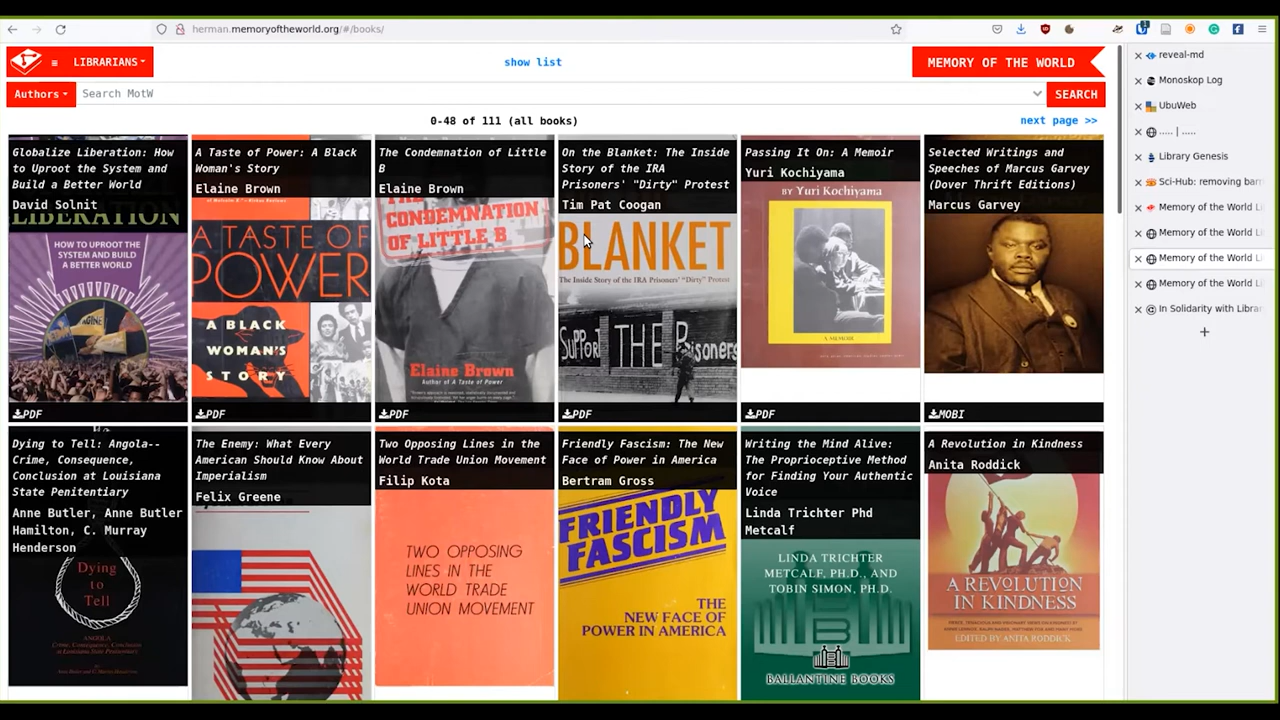 herman.memoryoftheworld.org/#/books/
LIBRARIANS
show list
MEMORY OF THE WORLD
Authors
Search MotW
SEARCH
0-48 of 111 (all books)
next page >>
Globalize Liberation: How
to Uproot the System and
Build a Better World
David Solnit
LIBERATION
HOW TO UPROOT THE
SYSTEM AND BUILD
A BETTER WORLD
PDF
A Taste of Power: A Black
Woman's Story
Elaine Brown
A TASTE OF
POWER
A BLACK
WOMAN'S
STORY
PDF
The Condemnation of Little
B
Elaine Brown
THE
CONDEMNATION
OF LITTLE B
Elaine Brown
Author of A Taste of Power
PDF
On the Blanket: The Inside
Story of the IRA
Prisoners' "Dirty" Protest
Tim Pat Coogan
BLANKET
The Inside Story of the IRA Prisoners' "Dirty" Protest
SUPPORT THE
PDF
Passing It On: A Memoir
Yuri Kochiyama
BY YURI KOCHIYAMA
A MEMOIR
PDF
Selected Writings and
Speeches of Marcus Garvey
(Dover Thrift Editions)
Marcus Garvey
MOBI
Dying to Tell: Angola--
Crime, Consequence,
Conclusion at Louisiana
State Penitentiary
Anne Butler, Anne Butler
Hamilton, C. Murray
Henderson
Dying
to
Tell
ANGOLA
The Enemy: What Every
American Should Know About
Imperialism
Felix Greene
Two Opposing Lines in the
World Trade Union Movement
Filip Kota
TWO OPPOSING
LINES IN THE
WORLD TRADE
UNION MOVEMENT
Friendly Fascism: The New
Face of Power in America
Bertram Gross
FRIENDLY
FASCISM
THE
NEW FACE OF
POWER IN AMERICA
Writing the Mind Alive:
The Proprioceptive Method
for Finding Your Authentic
Voice
Linda Trichter Phd
Metcalf
LINDA TRICHTER
METCALF, PH.D., AND
TOBIN SIMON, PH.D.
BALLANTINE BOOKS
A Revolution in Kindness
Anita Roddick
A REVOLUTION
IN KINDNESS
EDITED BY ANITA RODDICK
reveal-md
Monoskop Log
UbuWeb
..... | .....
Library Genesis
Sci-Hub: removing barr
Memory of the World Li
Memory of the World Li
Memory of the World Li
Memory of the World Li
In Solidarity with Libra